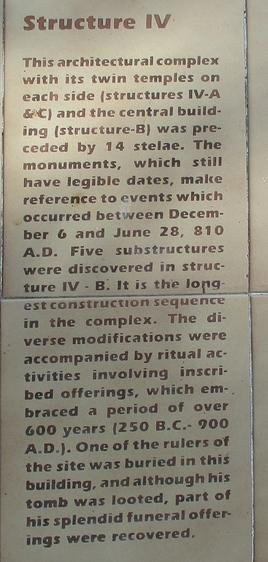 Structure IV
This architectural complex
with its twin temples on
each side (structures IV-A
&C) and the central build-
ing (structure-B) was pre-
ceded by 14 stelae. The
monuments, which still
have legible dates, make
reference to events which
occurred between Decem-
ber 6 and June 28, 810
A.D. Five substructures
were discovered in struc-
ture IV - B. It is the long-
est construction sequence
in the complex. The di-
verse modifications were
accompanied by ritual ac-
tivities involving inscri-
bed offerings, which em-
braced a period of over
600 years (250 B.C.- 900
A.D.). One of the rulers of
the site was buried in this
building, and although his
tomb was looted, part of
his splendid funeral offer-
ings were recovered.